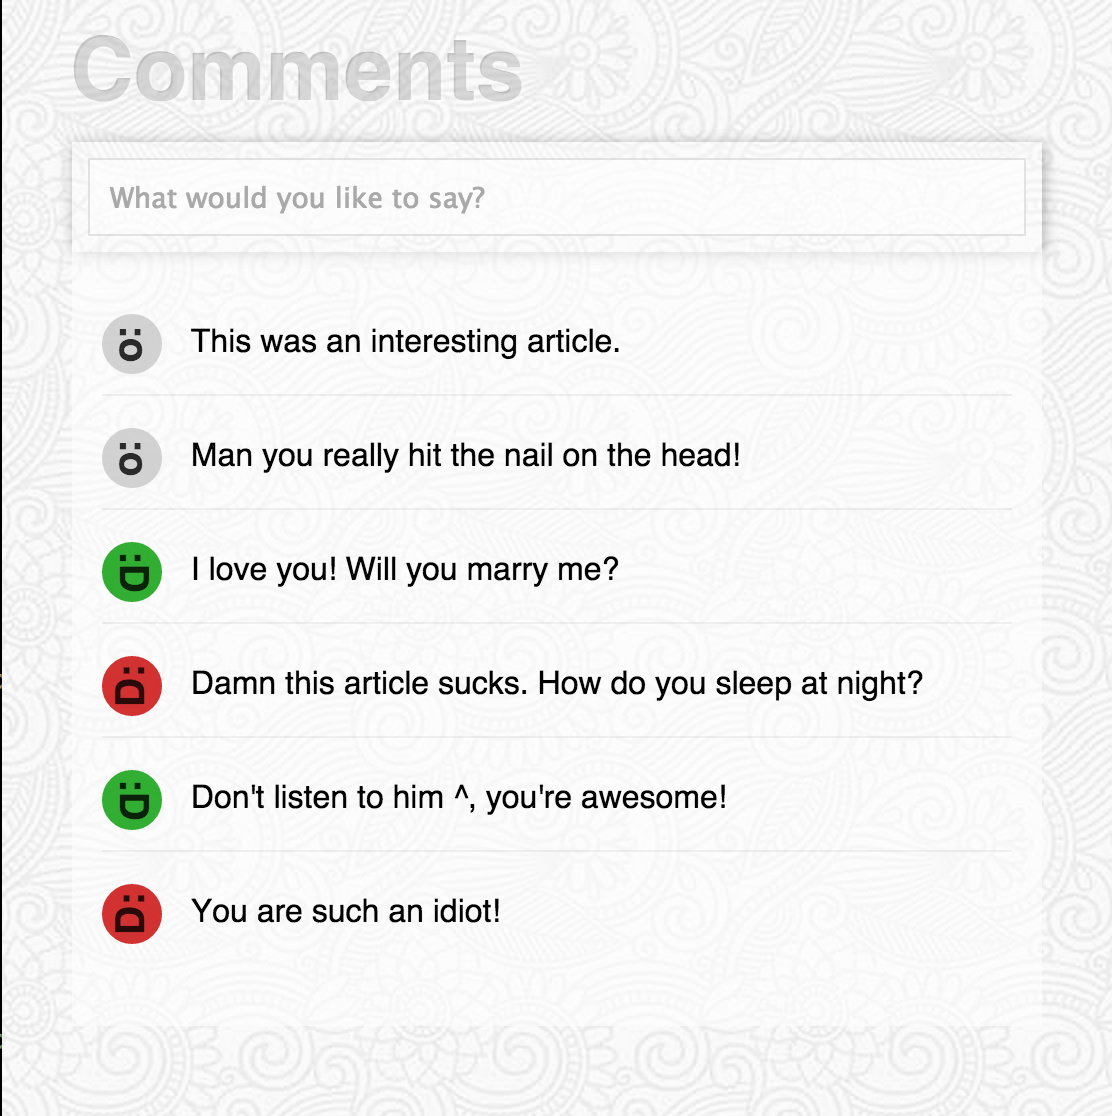 Comments
What would you like to say?
:o This was an interesting article.
:o Man you really hit the nail on the head!
:D I love you! Will you marry me?
D: Damn this article sucks. How do you sleep at night?
:D Don't listen to him ^, you're awesome!
D: You are such an idiot!